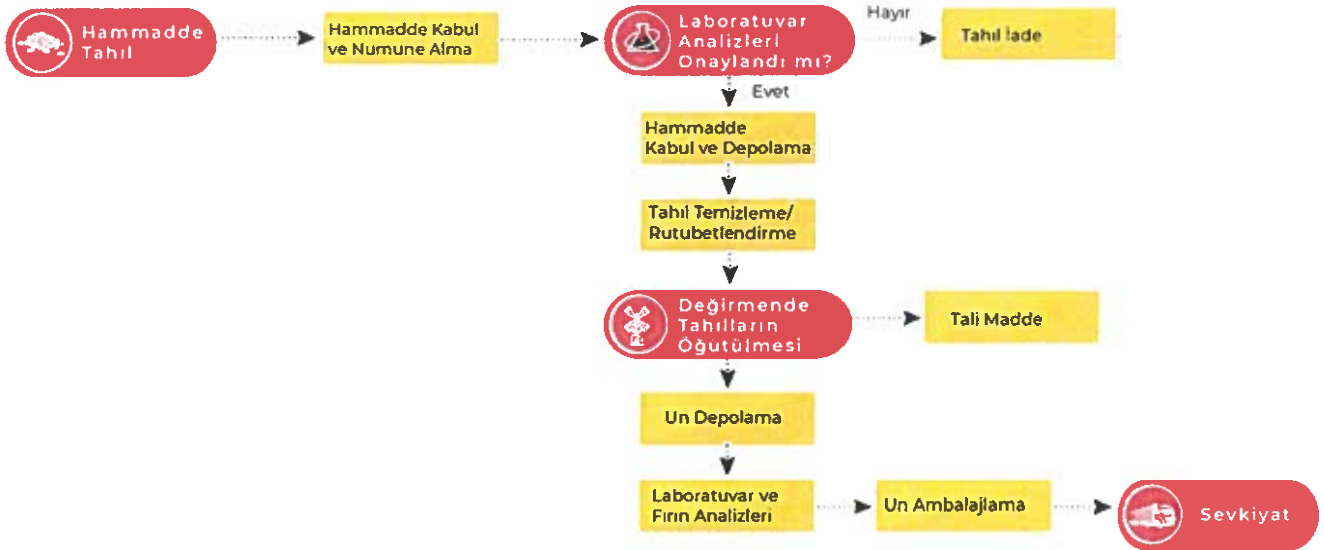 Hammadde
Tahıl
Hammadde Kabul
ve Numune Alma
Laboratuvar
Analizleri
Onaylandı mı?
Hayır
Tahıl İade
Evet
Hammadde
Kabul ve Depolama
Tahıl Temizleme/
Rutubetlendirme
Değirmende
Tahılların
Öğütülmesi
Tali Madde
Un Depolama
Laboratuvar ve
Fırın Analizleri
Un Ambalajlama
Sevkiyat